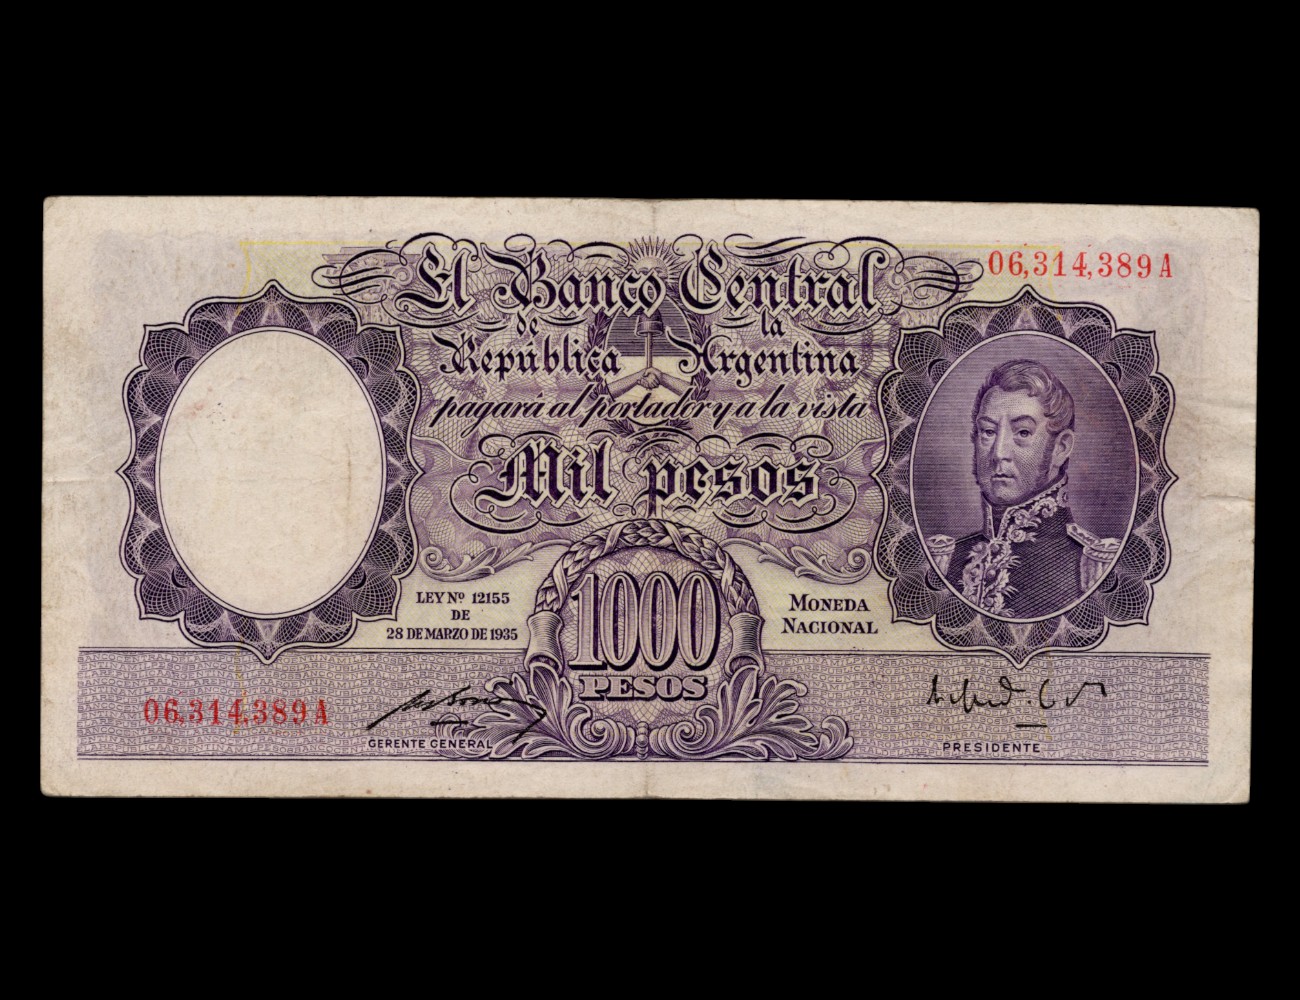 El Banco Central
06,314,389A
de la
República Argentina
pagará al portador y a la vista
Mil pesos
LEY Nº 12155
DE
28 DE MARZO DE 1935
1000
PESOS
MONEDA
NACIONAL
06,314,389A
GERENTE GENERAL
PRESIDENTE